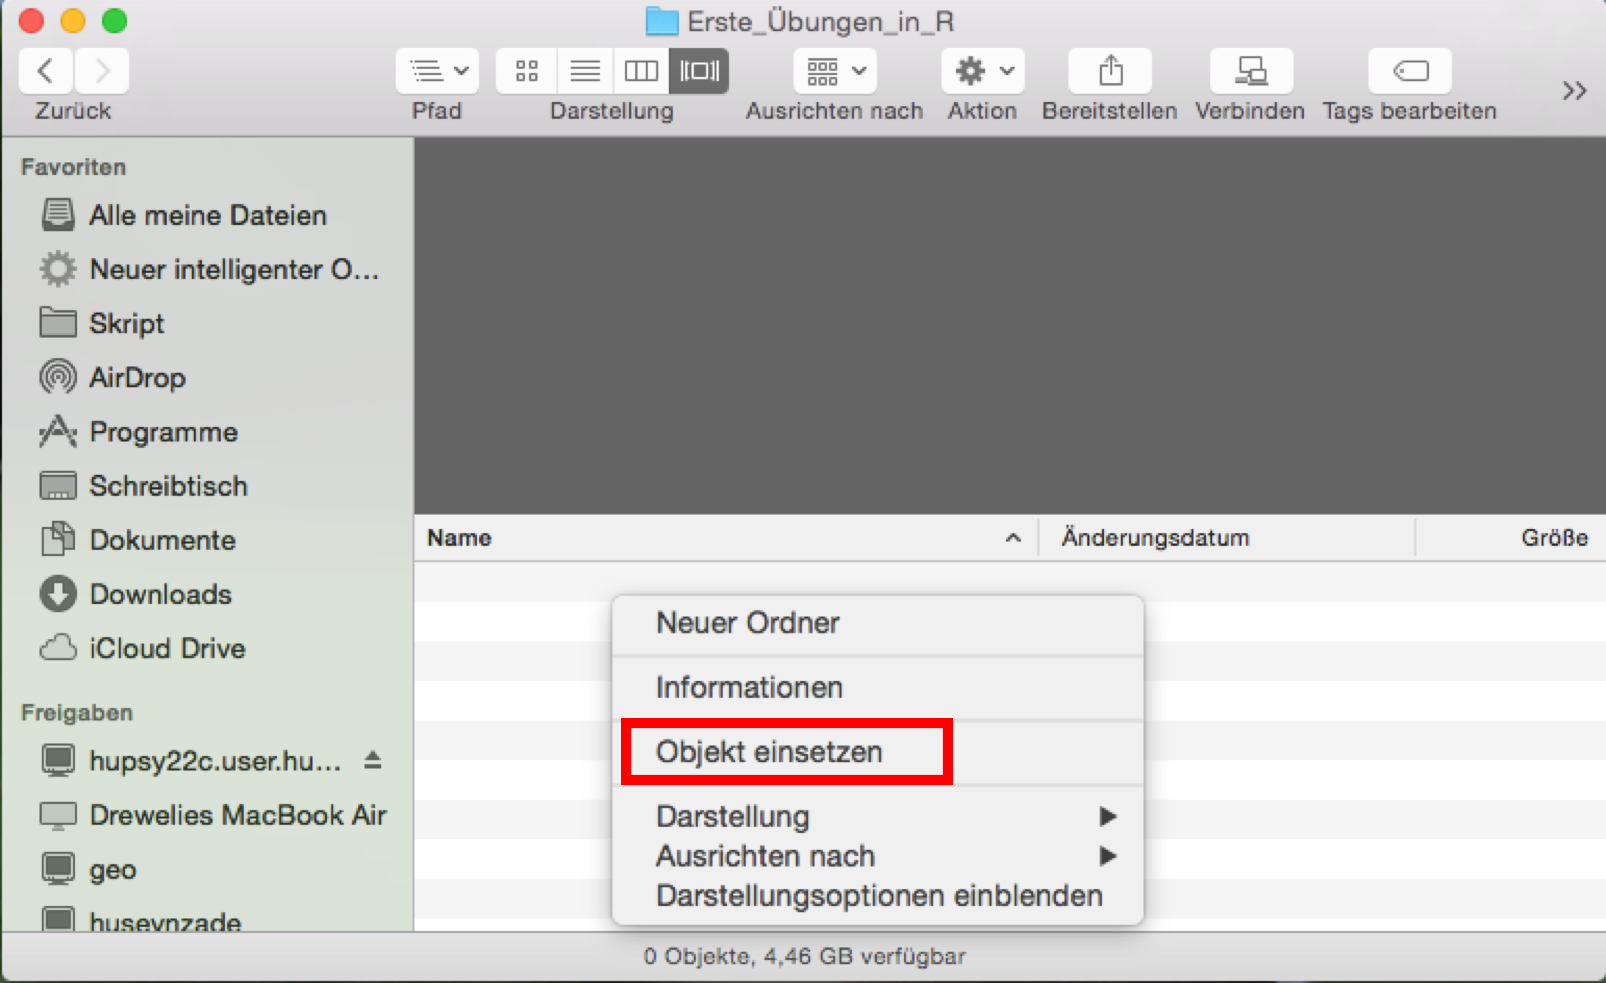 Erste_Übungen_in_R
Zurück
Pfad
Darstellung
Ausrichten nach
Aktion
Bereitstellen
Verbinden
Tags bearbeiten
Favoriten
Alle meine Dateien
Neuer intelligenter O...
Skript
AirDrop
Programme
Schreibtisch
Dokumente
Downloads
iCloud Drive
Freigaben
hupsy22c.user.hu...
Drewelies MacBook Air
geo
huseynzade
Name
Änderungsdatum
Größe
Neuer Ordner
Informationen
Objekt einsetzen
Darstellung
Ausrichten nach
Darstellungsoptionen einblenden
0 Objekte, 4,46 GB verfügbar